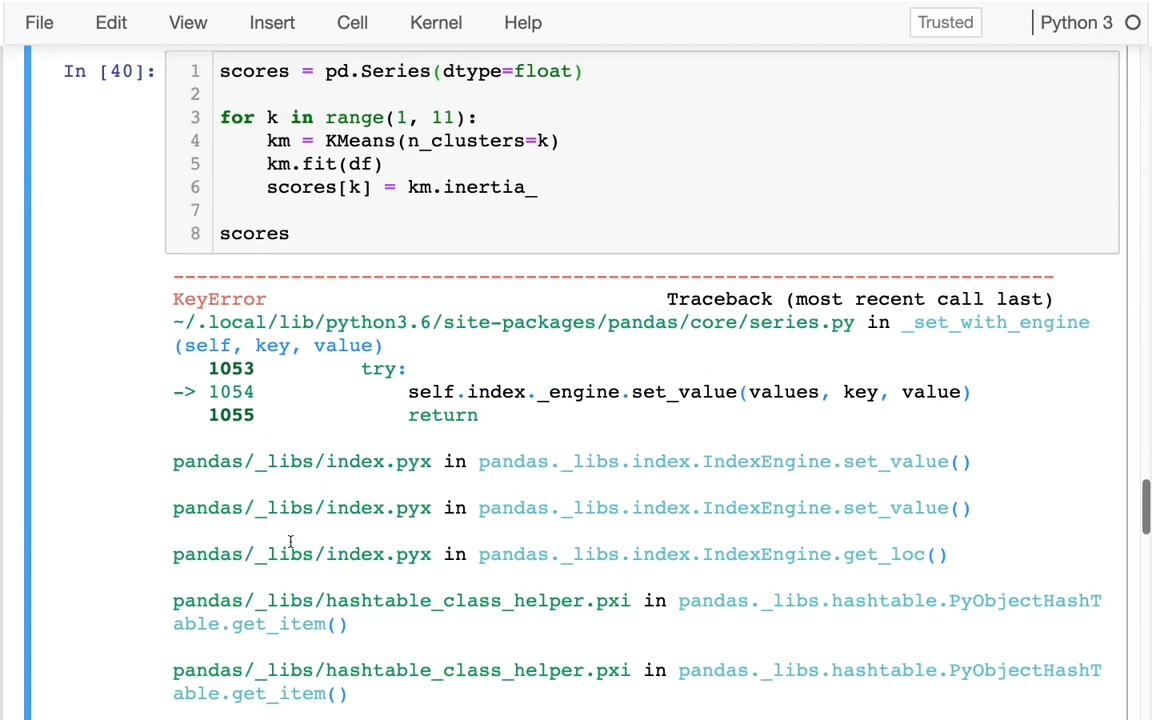 File Edit View Insert Cell Kernel Help Trusted Python 3
In [40]: 1 scores = pd.Series(dtype=float)
2
3 for k in range(1, 11):
4     km = KMeans(n_clusters=k)
5     km.fit(df)
6     scores[k] = km.inertia_
7
8 scores
---------------------------------------------------------------------------
KeyError                                  Traceback (most recent call last)
~/.local/lib/python3.6/site-packages/pandas/core/series.py in _set_with_engine
(self, key, value)
   1053         try:
-> 1054             self.index._engine.set_value(values, key, value)
   1055             return
pandas/_libs/index.pyx in pandas._libs.index.IndexEngine.set_value()
pandas/_libs/index.pyx in pandas._libs.index.IndexEngine.set_value()
pandas/_libs/index.pyx in pandas._libs.index.IndexEngine.get_loc()
pandas/_libs/hashtable_class_helper.pxi in pandas._libs.hashtable.PyObjectHashT
able.get_item()
pandas/_libs/hashtable_class_helper.pxi in pandas._libs.hashtable.PyObjectHashT
able.get_item()